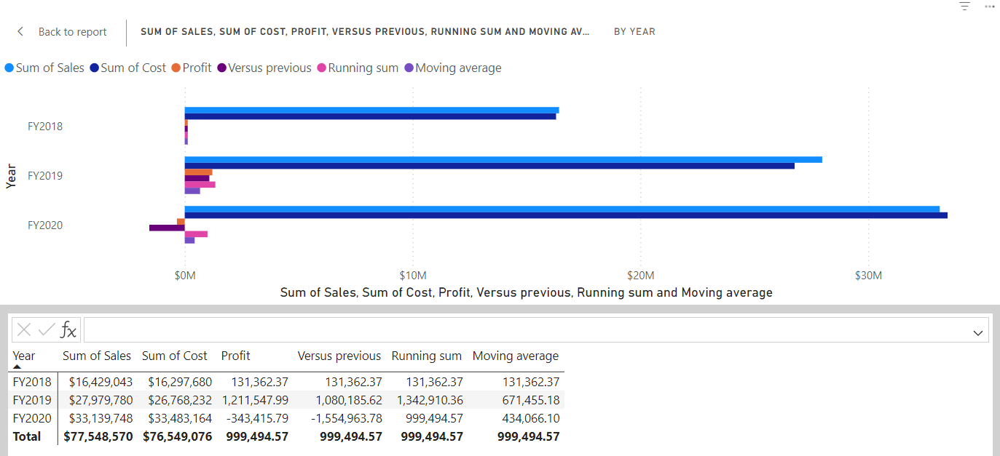 Back to report
SUM OF SALES, SUM OF COST, PROFIT, VERSUS PREVIOUS, RUNNING SUM AND MOVING AV...
BY YEAR
Sum of Sales Sum of Cost Profit Versus previous Running sum Moving average
Year
FY2018
FY2019
FY2020
$0M $10M $20M $30M
Sum of Sales, Sum of Cost, Profit, Versus previous, Running sum and Moving average
fx
Year Sum of Sales Sum of Cost Profit Versus previous Running sum Moving average
FY2018 $16,429,043 $16,297,680 131,362.37 131,362.37 131,362.37 131,362.37
FY2019 $27,979,780 $26,768,232 1,211,547.99 1,080,185.62 1,342,910.36 671,455.18
FY2020 $33,139,748 $33,483,164 -343,415.79 -1,554,963.78 999,494.57 434,066.10
Total $77,548,570 $76,549,076 999,494.57 999,494.57 999,494.57 999,494.57